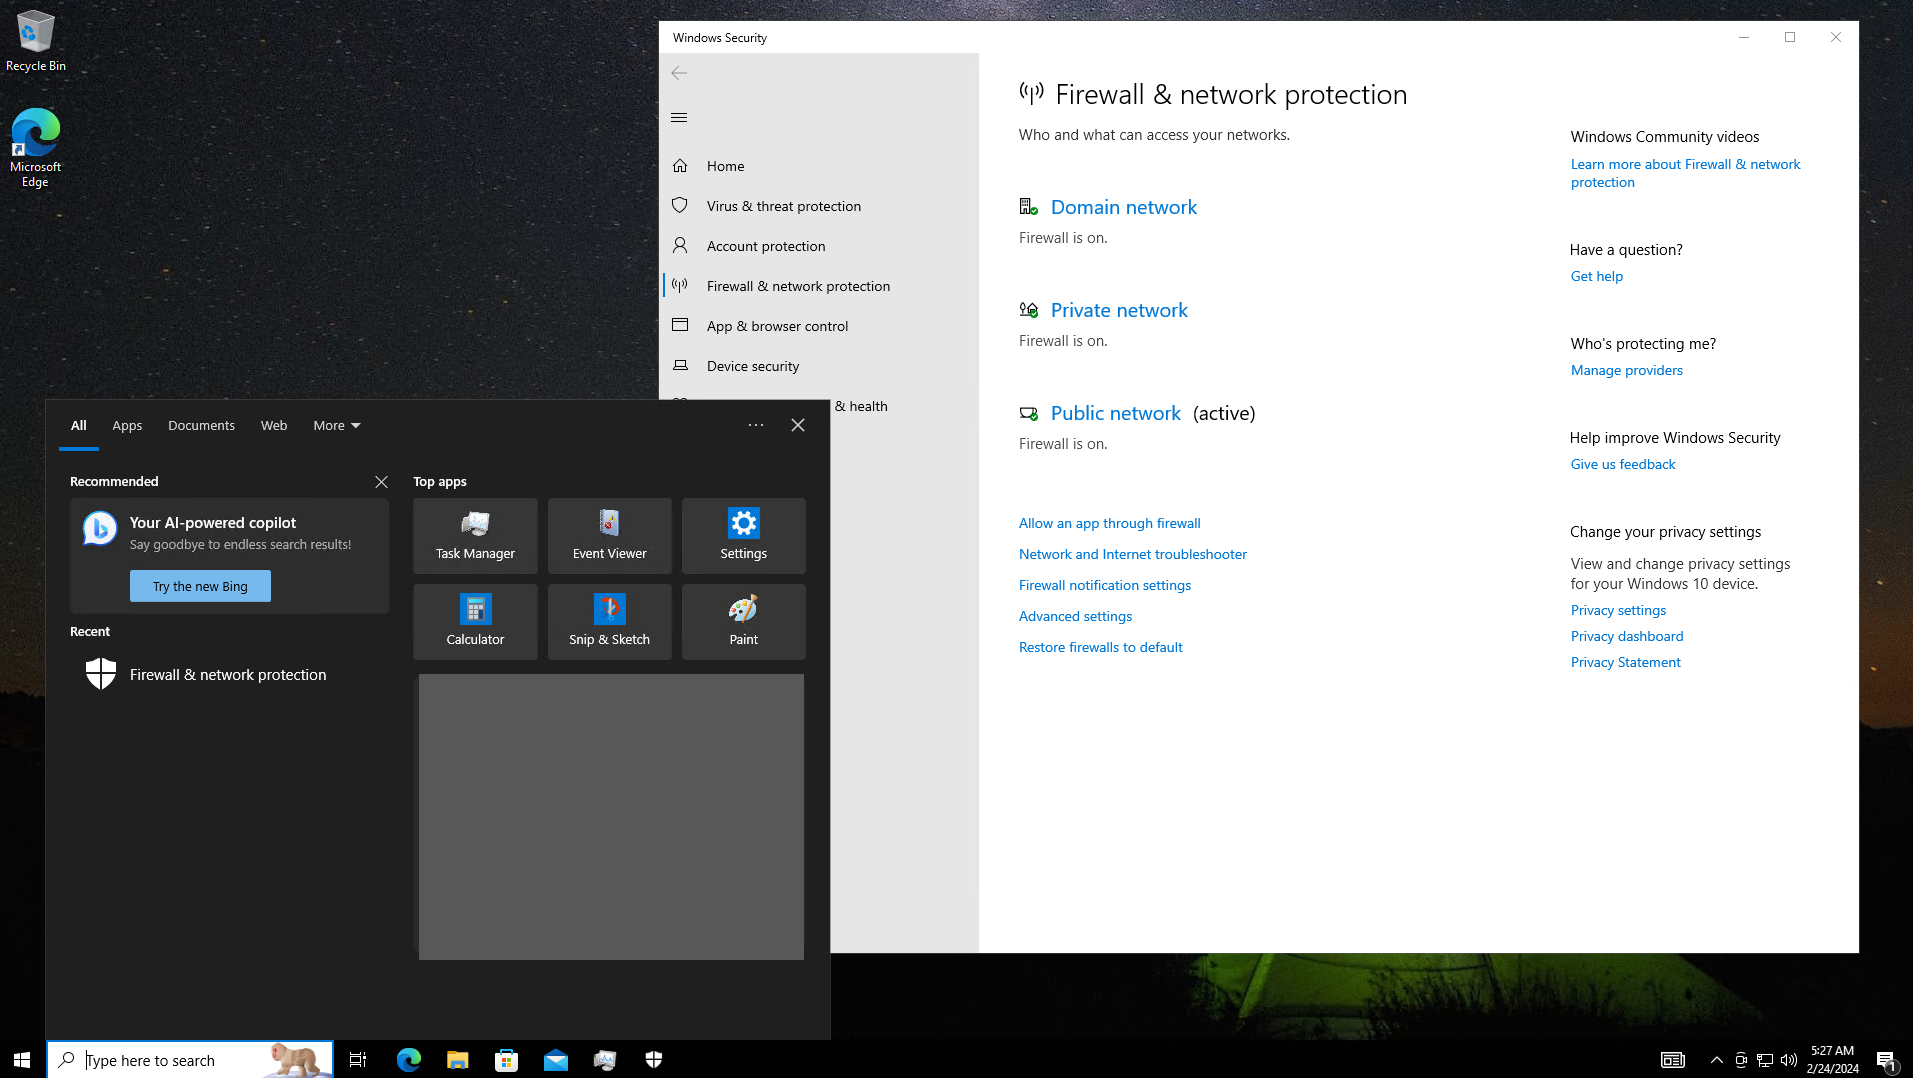 Recycle Bin
Microsoft
Edge
Windows Security
Home
Virus & threat protection
Account protection
Firewall & network protection
App & browser control
Device security
& health
Firewall & network protection
Who and what can access your networks.
Domain network
Firewall is on.
Private network
Firewall is on.
Public network (active)
Firewall is on.
Allow an app through firewall
Network and Internet troubleshooter
Firewall notification settings
Advanced settings
Restore firewalls to default
Windows Community videos
Learn more about Firewall & network
protection
Have a question?
Get help
Who's protecting me?
Manage providers
Help improve Windows Security
Give us feedback
Change your privacy settings
View and change privacy settings
for your Windows 10 device.
Privacy settings
Privacy dashboard
Privacy Statement
All Apps Documents Web More
Recommended
Your AI-powered copilot
Say goodbye to endless search results!
Try the new Bing
Recent
Firewall & network protection
Top apps
Task Manager Event Viewer Settings
Calculator Snip & Sketch Paint
Type here to search
5:27 AM
2/24/2024
1